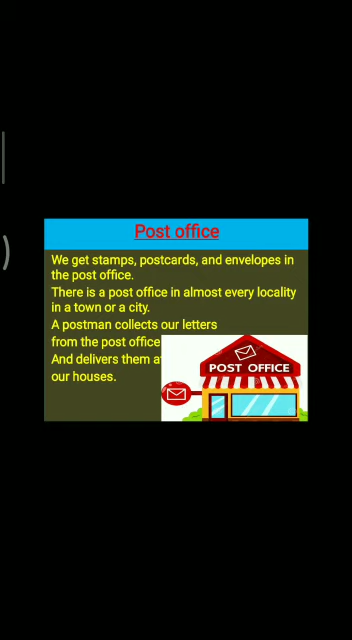 Post office
We get stamps, postcards, and envelopes in
the post office.
There is a post office in almost every locality
in a town or a city.
A postman collects our letters
from the post office
And delivers them
our houses.
POST OFFICE